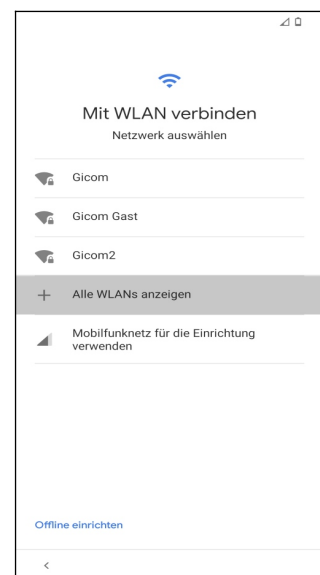 Mit WLAN verbinden
Netzwerk auswählen
Gicom
Gicom Gast
Gicom2
Alle WLANs anzeigen
Mobilfunknetz für die Einrichtung
verwenden
Offline einrichten